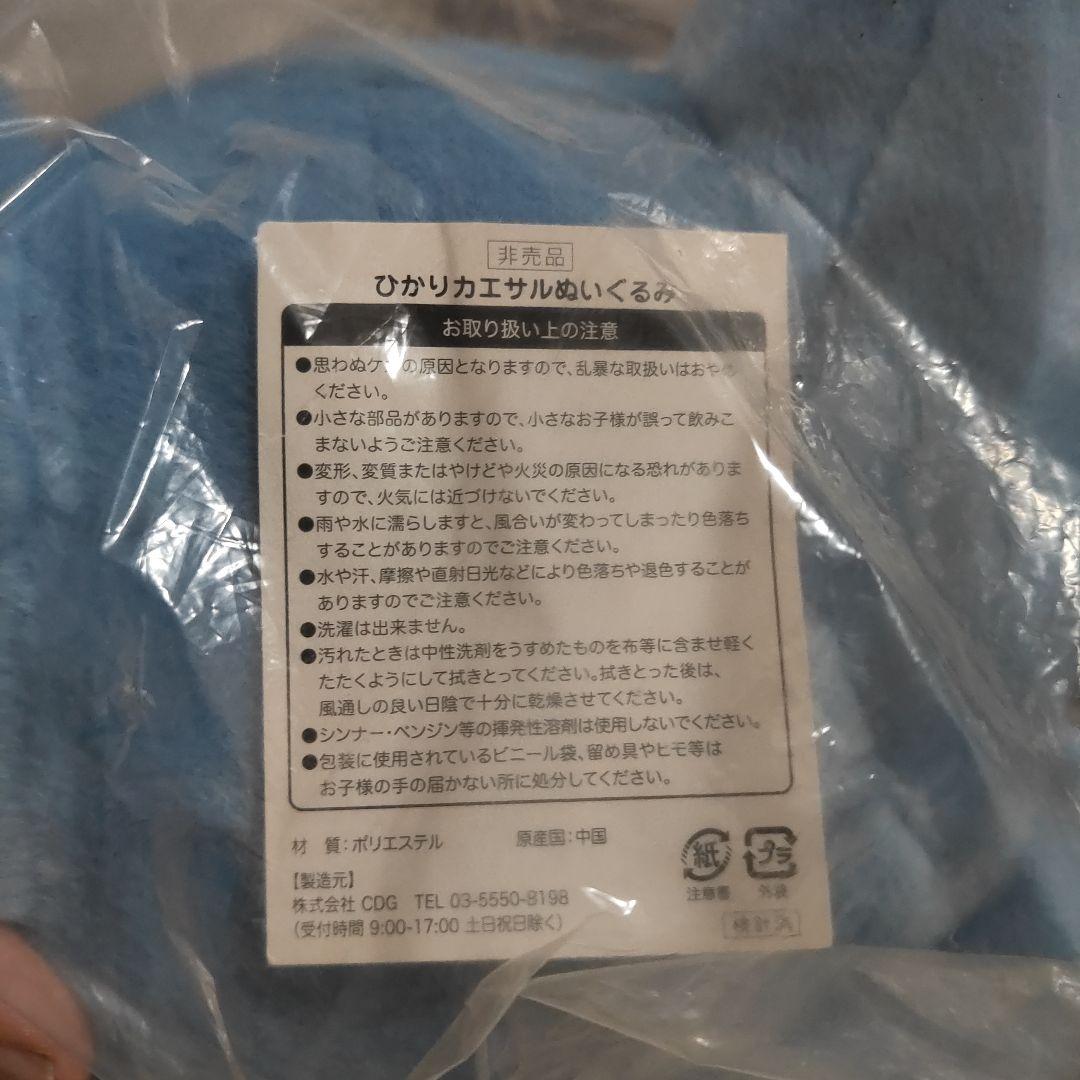 非売品
ひかりカエサルぬいぐるみ
お取り扱い上の注意
●思わぬケガの原因となりますので、乱暴な取扱いはおやめ
ください。
●小さな部品がありますので、小さなお子様が誤って飲みこ
まないようご注意ください。
●変形、変質またはやけどや火災の原因になる恐れがありま
すので、火気には近づけないでください。
●雨や水に濡らしますと、風合いが変わってしまったり色落ち
することがありますのでご注意ください。
●水や汗、摩擦や直射日光などにより色落ちや退色することが
ありますのでご注意ください。
●洗濯は出来ません。
●汚れたときは中性洗剤をうすめたものを布等に含ませ軽く
たたくようにして拭きとってください。拭きとった後は、
風通しの良い日陰で十分に乾燥させてください。
●シンナー・ベンジン等の揮発性溶剤は使用しないでください。
●包装に使用されているビニール袋、留め具やヒモ等は
お子様の手の届かない所に処分してください。
材 質：ポリエステル 原産国：中国
紙 プラ
注意書 外袋
【製造元】
株式会社 CDG TEL 03-5550-8198
（受付時間 9:00-17:00 土日祝日除く）
検針済